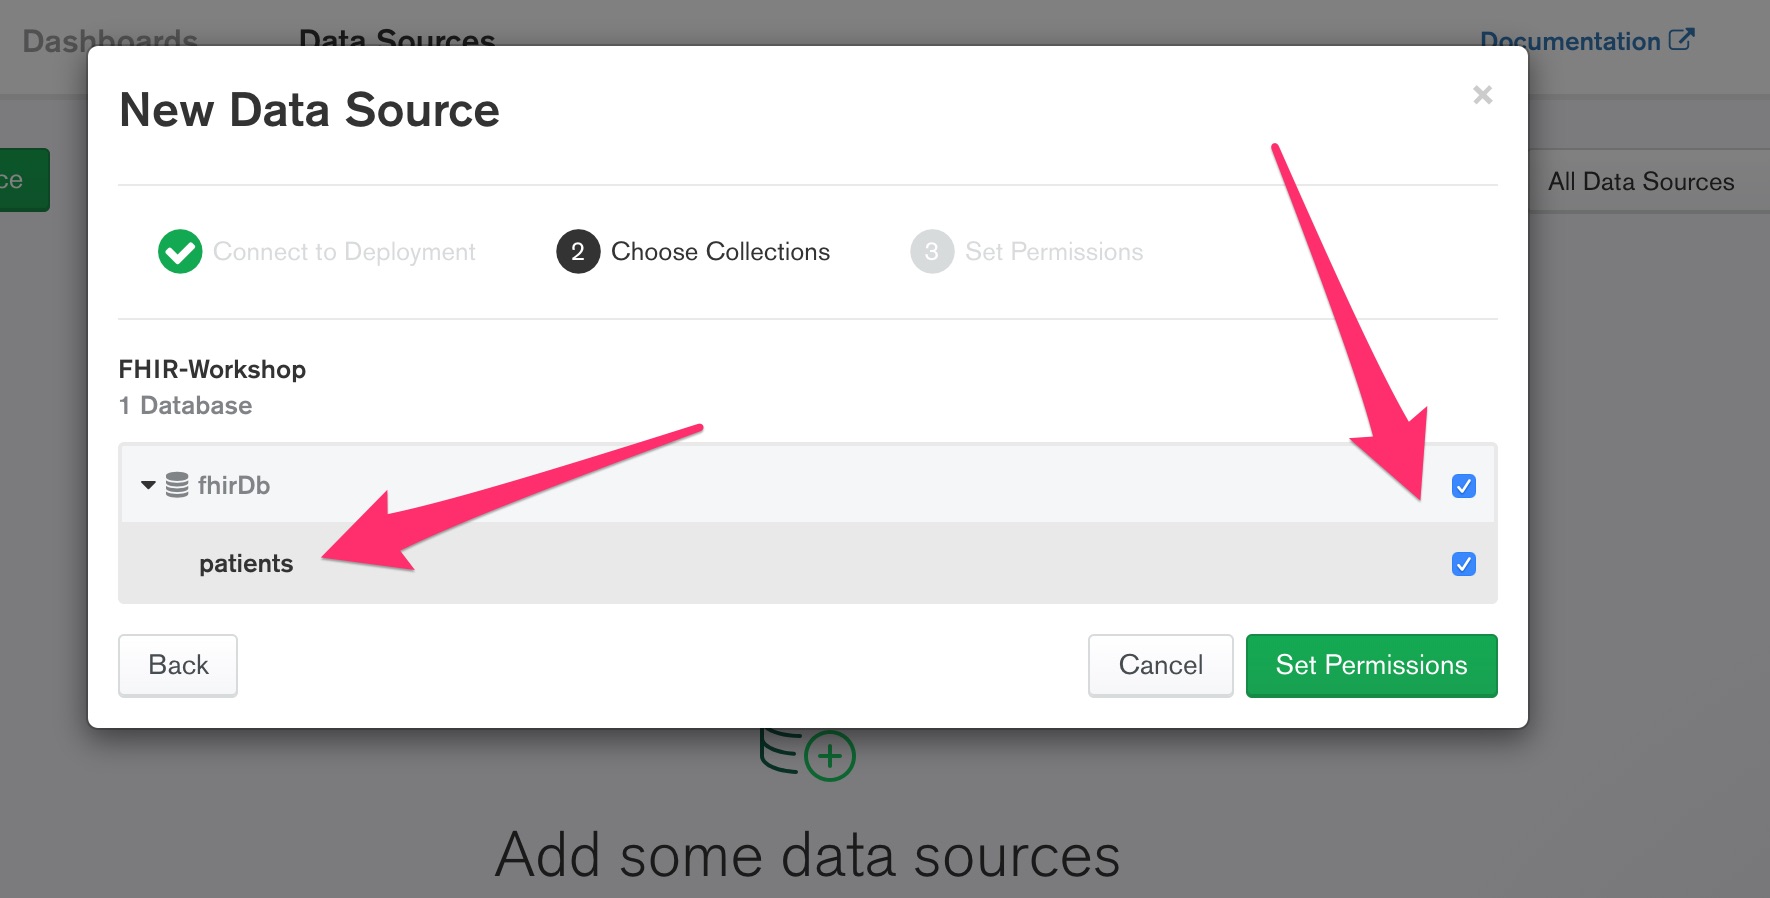 Dashboards
Data Sources
Documentation
New Data Source
×
ce
All Data Sources
Connect to Deployment
2 Choose Collections
3 Set Permissions
FHIR-Workshop
1 Database
fhirDb
patients
Back
Cancel
Set Permissions
Add some data sources